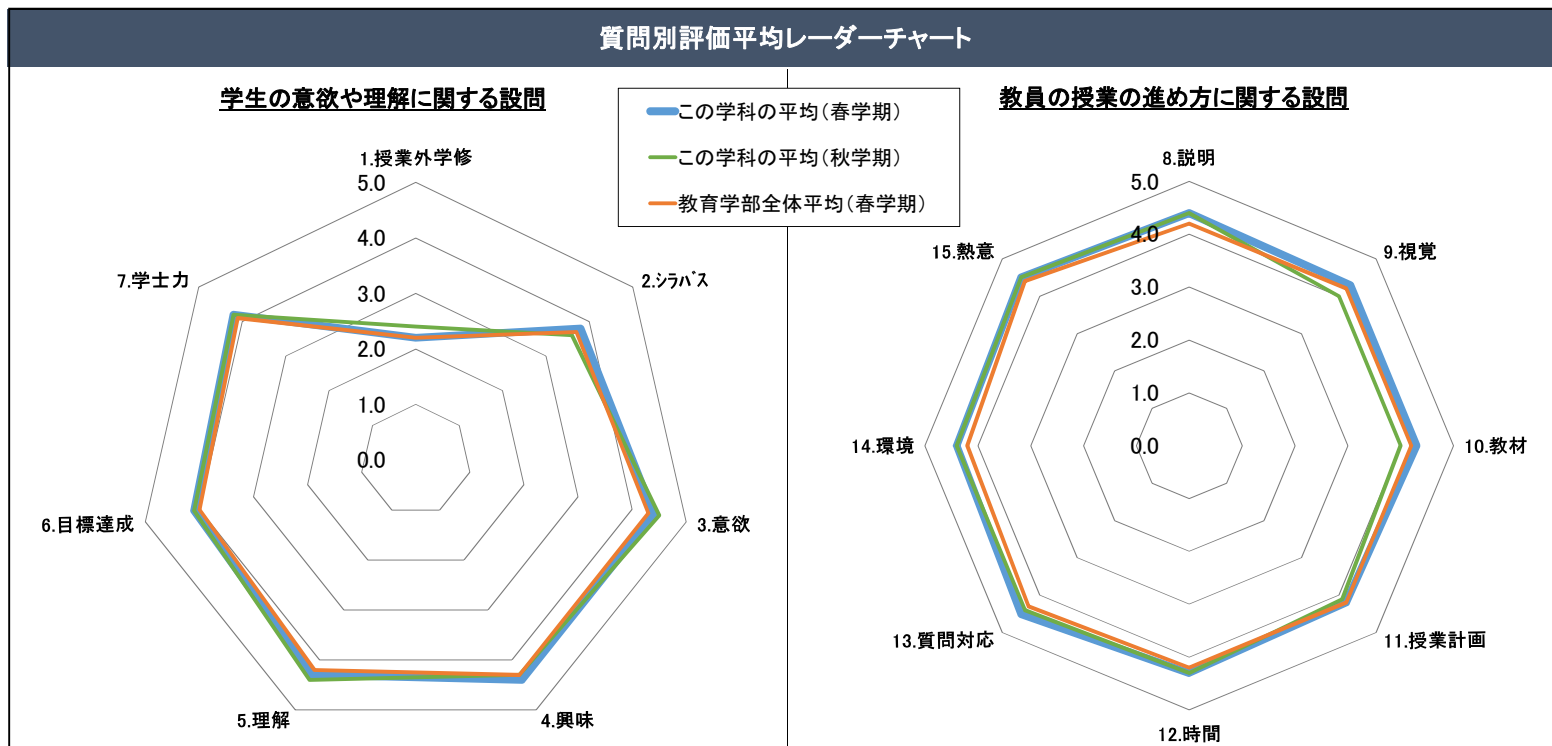 質問別評価平均レーダーチャート
学生の意欲や理解に関する設問
この学科の平均(春学期)
この学科の平均(秋学期)
教育学部全体平均(春学期)
教員の授業の進め方に関する設問
1.授業外学修
2.シラバス
3.意欲
4.興味
5.理解
6.目標達成
7.学士力
5.0
4.0
3.0
2.0
1.0
0.0
8.説明
9.視覚
10.教材
11.授業計画
12.時間
13.質問対応
14.環境
15.熱意
5.0
4.0
3.0
2.0
1.0
0.0